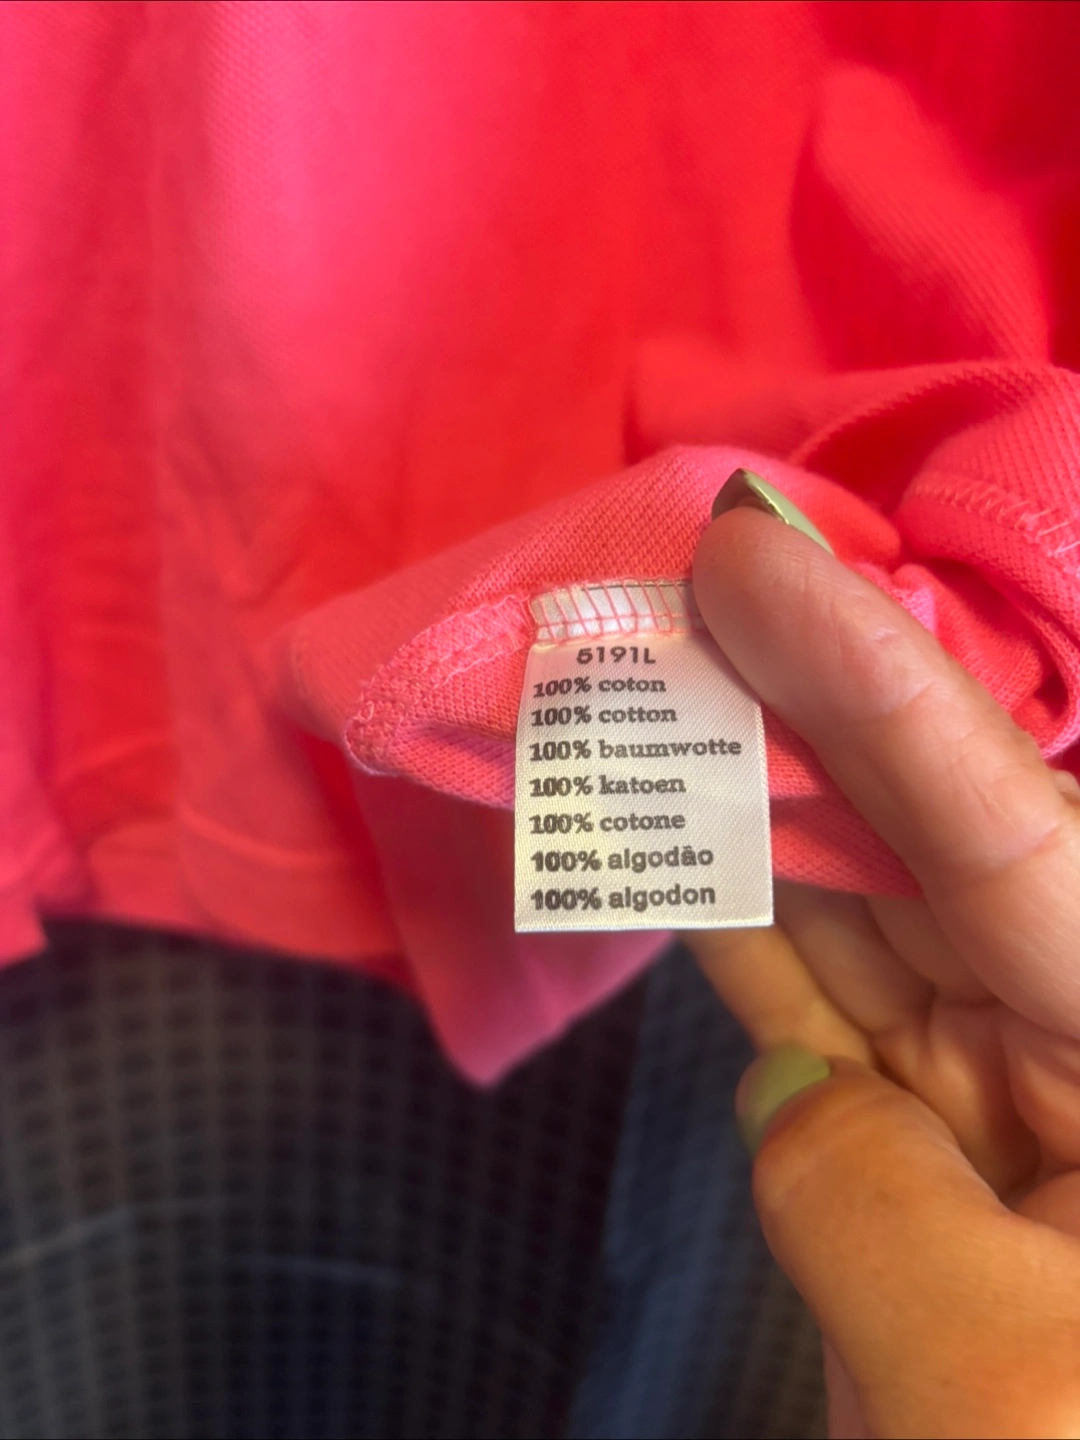 5191L
100% coton
100% cotton
100% baumwotte
100% katoen
100% cotone
100% algodão
100% algodon